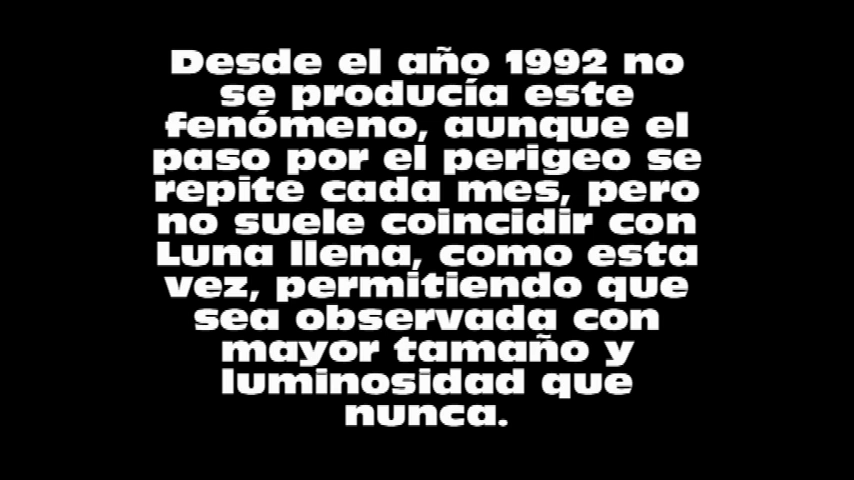 Desde el año 1992 no
se producía este
fenómeno, aunque el
paso por el perigeo se
repite cada mes, pero
no suele coincidir con
Luna llena, como esta
vez, permitiendo que
sea observada con
mayor tamaño y
luminosidad que
nunca.